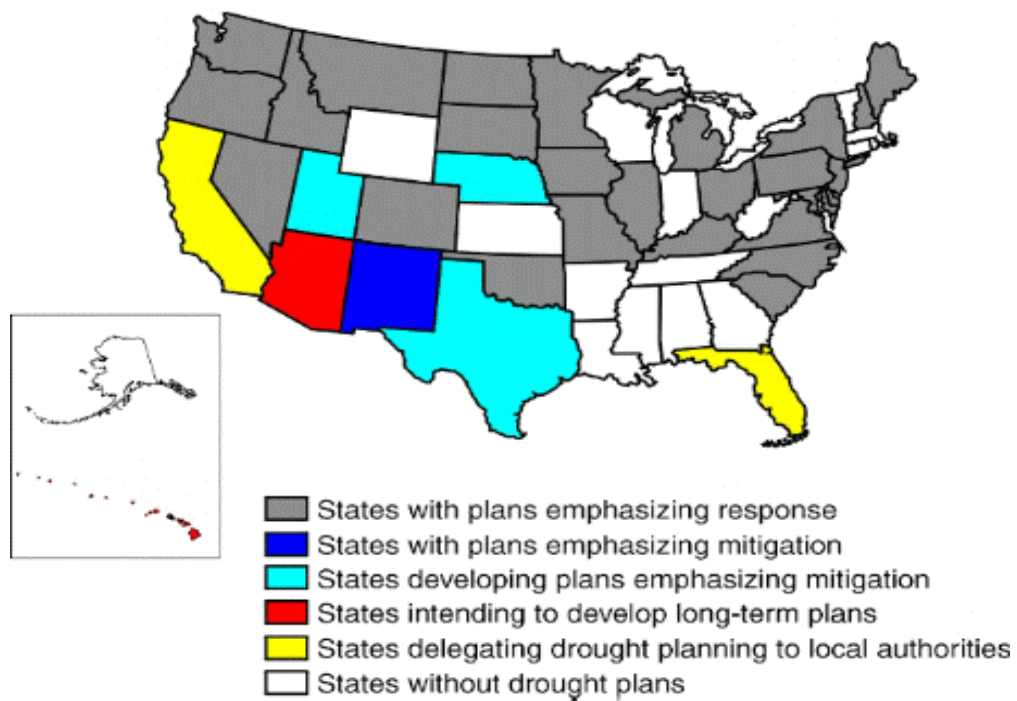 States with plans emphasizing response
States with plans emphasizing mitigation
States developing plans emphasizing mitigation
States intending to develop long-term plans
States delegating drought planning to local authorities
States without drought plans